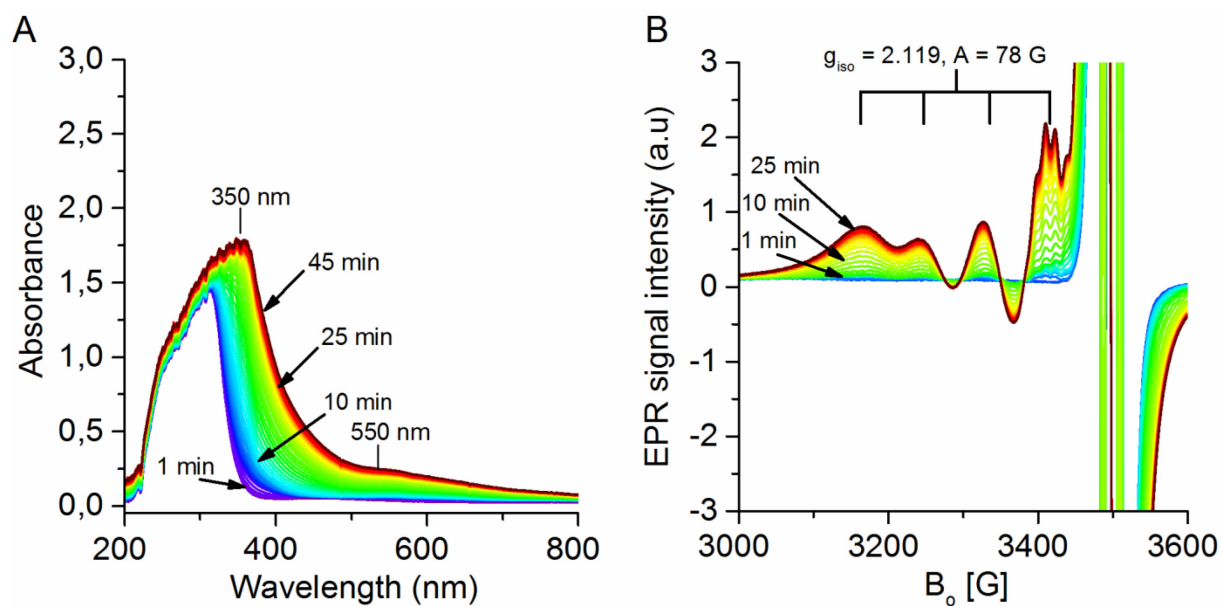 A
3,0
2,5
2,0
1,5
1,0
0,5
0,0
Absorbance
350 nm
45 min
25 min
10 min
550 nm
1 min
200 400 600 800
Wavelength (nm)
B
g_iso = 2.119, A = 78 G
3
2
1
0
-1
-2
-3
EPR signal intensity (a.u)
25 min
10 min
1 min
3000 3200 3400 3600
B_o [G]